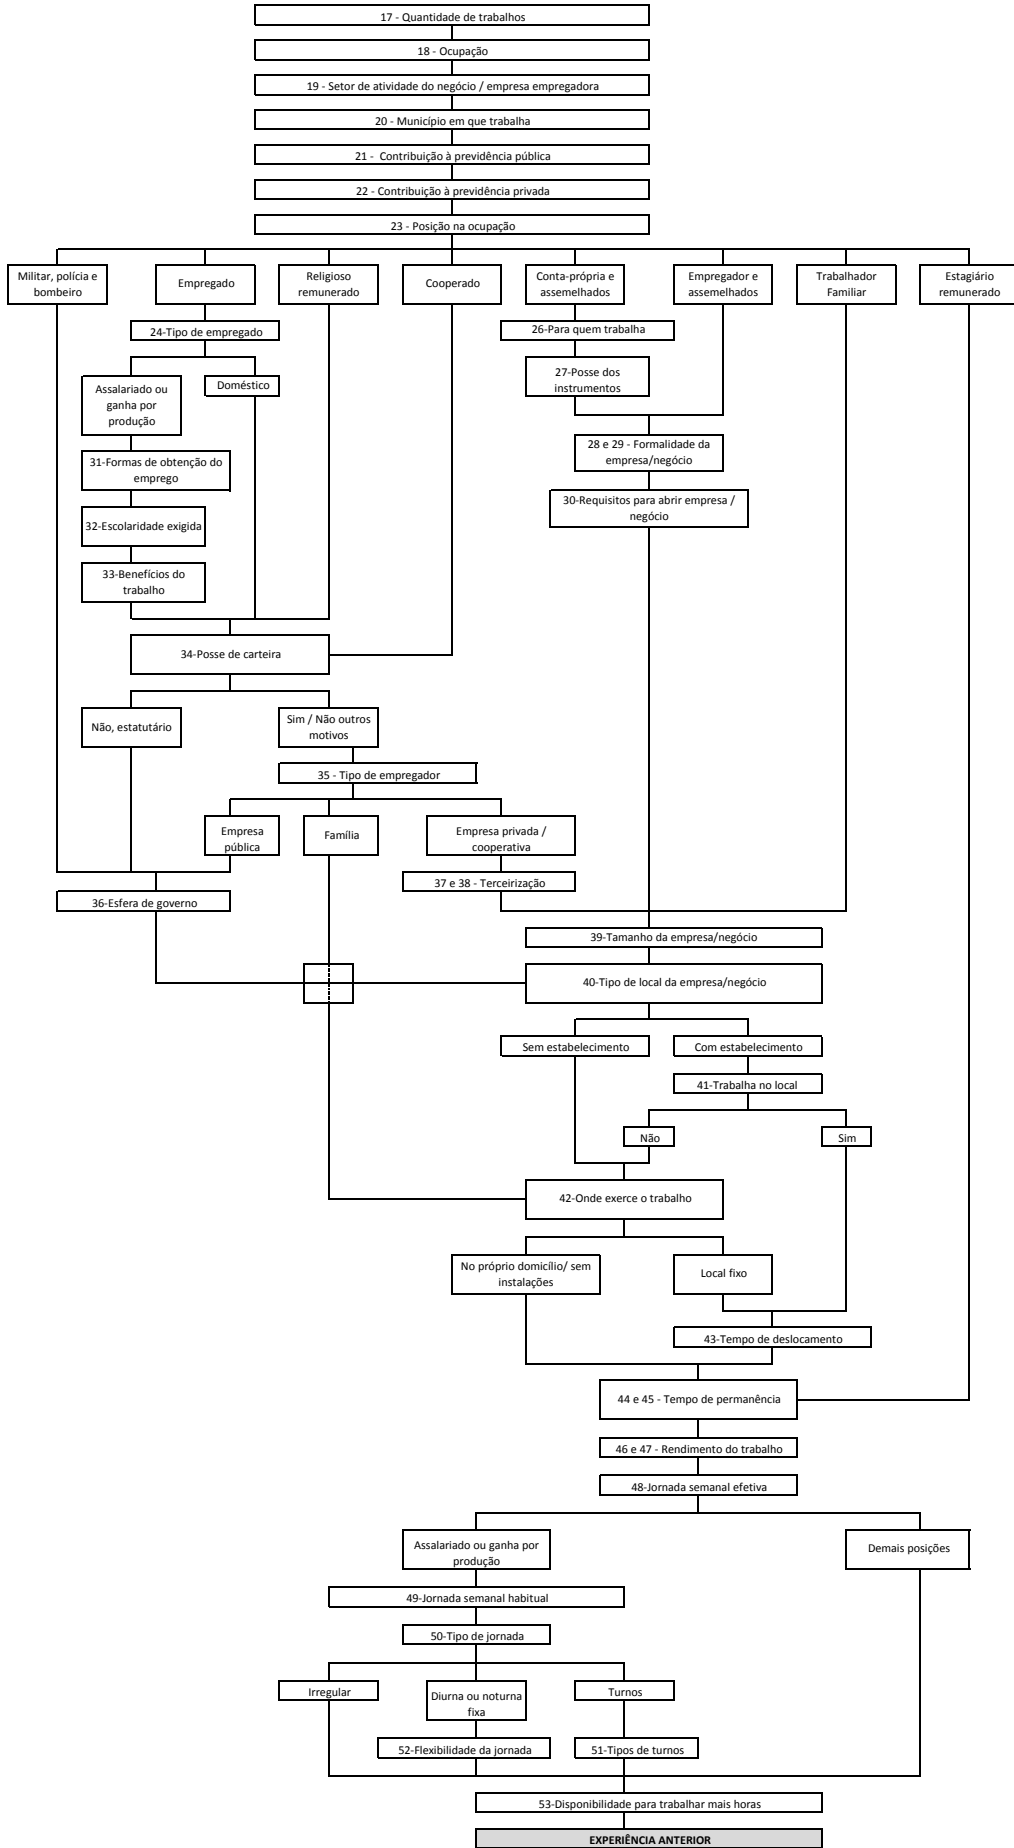 17 - Quantidade de trabalhos
18 - Ocupação
19 - Setor de atividade do negócio / empresa empregadora
20 - Município em que trabalha
21 -  Contribuição à previdência pública
22 - Contribuição à previdência privada
23 - Posição na ocupação
Militar, polícia e
bombeiro
Empregado
Religioso
remunerado
Cooperado
Conta-própria e
assemelhados
Empregador e
assemelhados
Trabalhador
Familiar
Estagiário
remunerado
24-Tipo de empregado
26-Para quem trabalha
Assalariado ou
ganha por
produção
Doméstico
27-Posse dos
instrumentos
31-Formas de obtenção do
emprego
28 e 29 - Formalidade da
empresa/negócio
32-Escolaridade exigida
30-Requisitos para abrir empresa /
negócio
33-Benefícios do
trabalho
34-Posse de carteira
Não, estatutário
Sim / Não outros
motivos
35 - Tipo de empregador
Empresa
pública
Família
Empresa privada /
cooperativa
37 e 38 - Terceirização
36-Esfera de governo
39-Tamanho da empresa/negócio
40-Tipo de local da empresa/negócio
Sem estabelecimento
Com estabelecimento
41-Trabalha no local
Não
Sim
42-Onde exerce o trabalho
No próprio domicílio/ sem
instalações
Local fixo
43-Tempo de deslocamento
44 e 45 - Tempo de permanência
46 e 47 - Rendimento do trabalho
48-Jornada semanal efetiva
Assalariado ou ganha por
produção
Demais posições
49-Jornada semanal habitual
50-Tipo de jornada
Irregular
Diurna ou noturna
fixa
Turnos
52-Flexibilidade da jornada
51-Tipos de turnos
53-Disponibilidade para trabalhar mais horas
EXPERIÊNCIA ANTERIOR